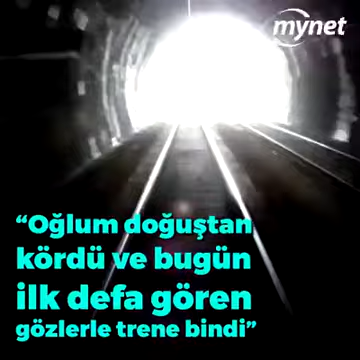 mynet
“Oğlum doğuştan
kördü ve bugün
ilk defa gören
gözlerle trene bindi”